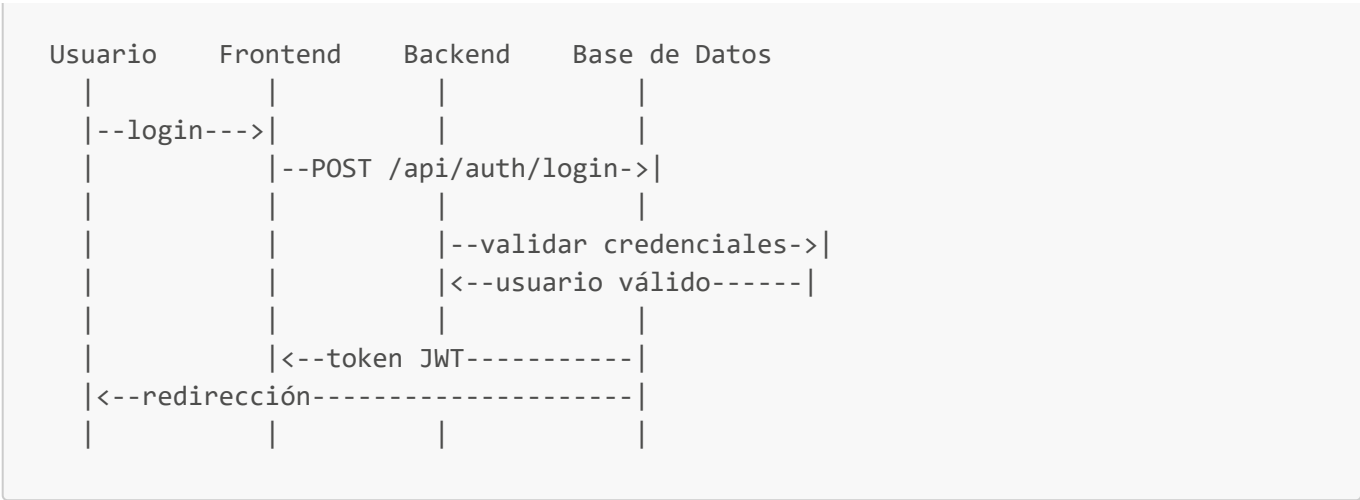 Usuario    Frontend    Backend    Base de Datos
  |           |          |            |
  |--login--->|          |            |
  |           |--POST /api/auth/login->|
  |           |          |            |
  |           |          |--validar credenciales->|
  |           |          |<--usuario válido------|
  |           |          |            |
  |           |<--token JWT-----------|
  |<--redirección---------------------|
  |           |          |            |